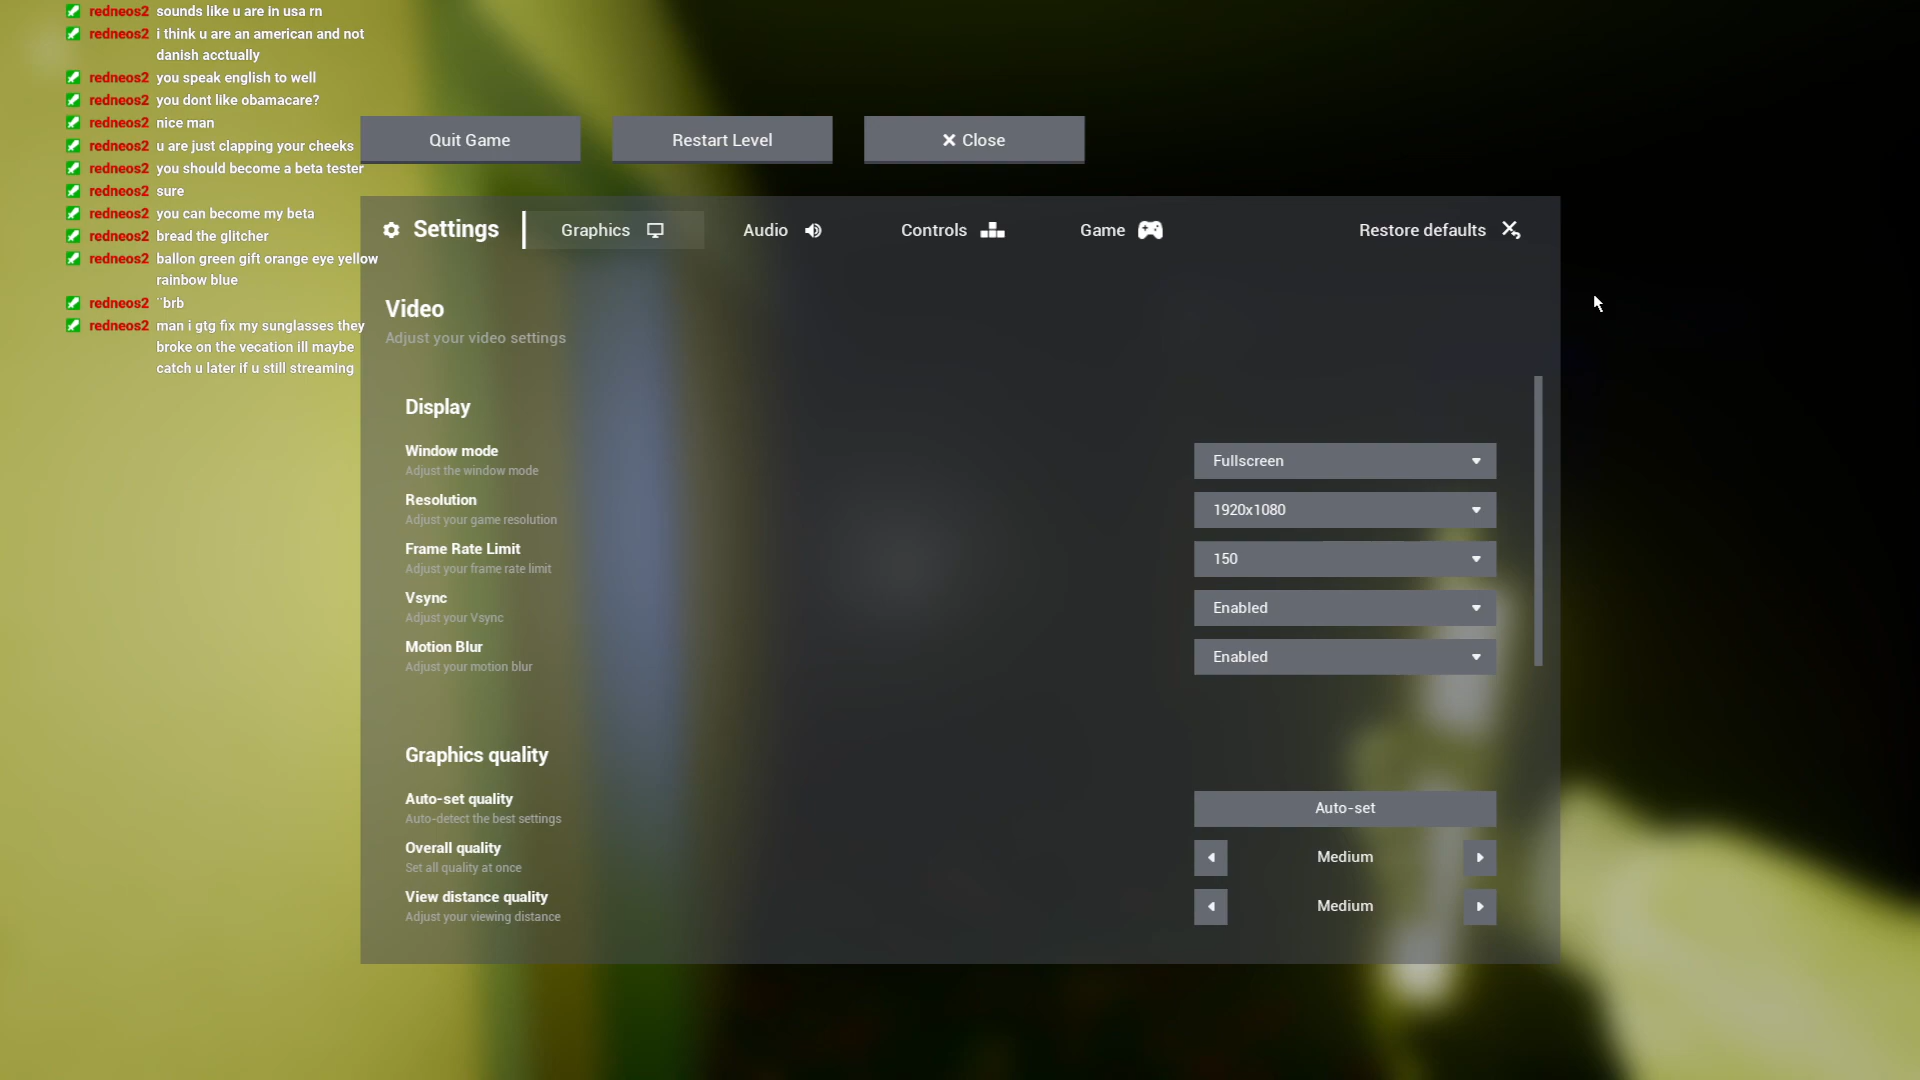 redneos2 sounds like u are in usa rn
redneos2 i think u are an american and not
danish acctually
redneos2 you speak english to well
redneos2 you dont like obamacare?
redneos2 nice man
redneos2 u are just clapping your cheeks
redneos2 you should become a beta tester
redneos2 sure
redneos2 you can become my beta
redneos2 bread the glitcher
redneos2 ballon green gift orange eye yellow
rainbow blue
redneos2 ¨brb
redneos2 man i gtg fix my sunglasses they
broke on the vecation ill maybe
catch u later if u still streaming
Quit Game
Restart Level
Close
Settings
Graphics
Audio
Controls
Game
Restore defaults
Video
Adjust your video settings
Display
Window mode
Adjust the window mode
Fullscreen
Resolution
Adjust your game resolution
1920x1080
Frame Rate Limit
Adjust your frame rate limit
150
Vsync
Adjust your Vsync
Enabled
Motion Blur
Adjust your motion blur
Enabled
Graphics quality
Auto-set quality
Auto-detect the best settings
Auto-set
Overall quality
Set all quality at once
Medium
View distance quality
Adjust your viewing distance
Medium